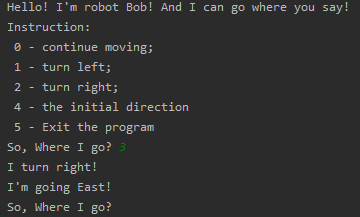 Hello! I'm robot Bob! And I can go where you say!
Instruction:
0 - continue moving;
1 - turn left;
2 - turn right;
4 - the initial direction
5 - Exit the program
So, Where I go? 3
I turn right!
I'm going East!
So, Where I go?